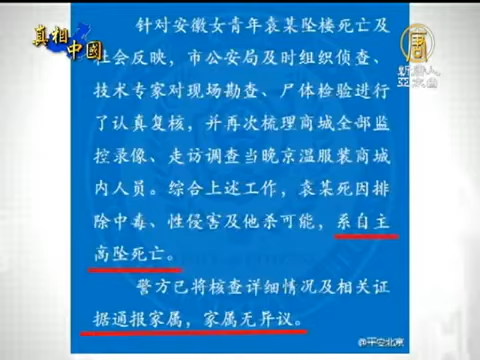 真相
中國
新唐人
亚太台
针对安徽女青年袁某坠楼死亡及
社会反映，市公安局及时组织侦查、
技术专家对现场勘查、尸体检验进行
了认真复核，并再次梳理商城全部监
控录像、走访调查当晚京温服装商城
内人员。综合上述工作，袁某死因排
除中毒、性侵害及他杀可能，系自主
高坠死亡。
警方已将核查详细情况及相关证
据通报家属，家属无异议。
@平安北京